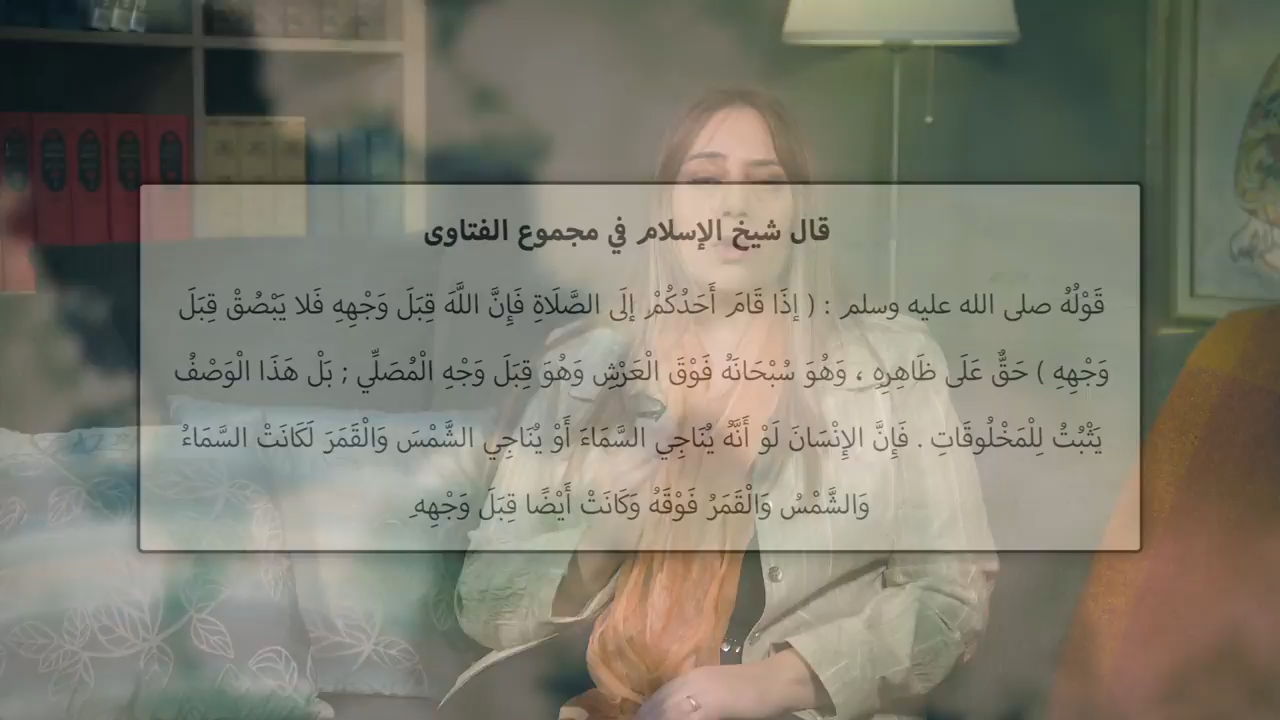 قال شيخ الإسلام في مجموع الفتاوى
قَوْلُهُ صلى الله عليه وسلم : ( إذَا قَامَ أَحَدُكُمْ إلَى الصَّلَاةِ فَإِنَّ اللَّهَ قِبَلَ وَجْهِهِ فَلا يَبْصُقْ قِبَلَ
وَجْهِهِ ) حَقٌّ عَلَى ظَاهِرِهِ ، وَهُوَ سُبْحَانَهُ فَوْقَ الْعَرْشِ وَهُوَ قِبَلَ وَجْهِ الْمُصَلِّي ; بَلْ هَذَا الْوَصْفُ
يَثْبُتُ لِلْمَخْلُوقَاتِ . فَإِنَّ الإِنْسَانَ لَوْ أَنَّهُ يُنَاجِي السَّمَاءَ أَوْ يُنَاجِي الشَّمْسَ وَالْقَمَرَ لَكَانَتْ السَّمَاءُ
وَالشَّمْسُ وَالْقَمَرُ فَوْقَهُ وَكَانَتْ أَيْضًا قِبَلَ وَجْهِهِ